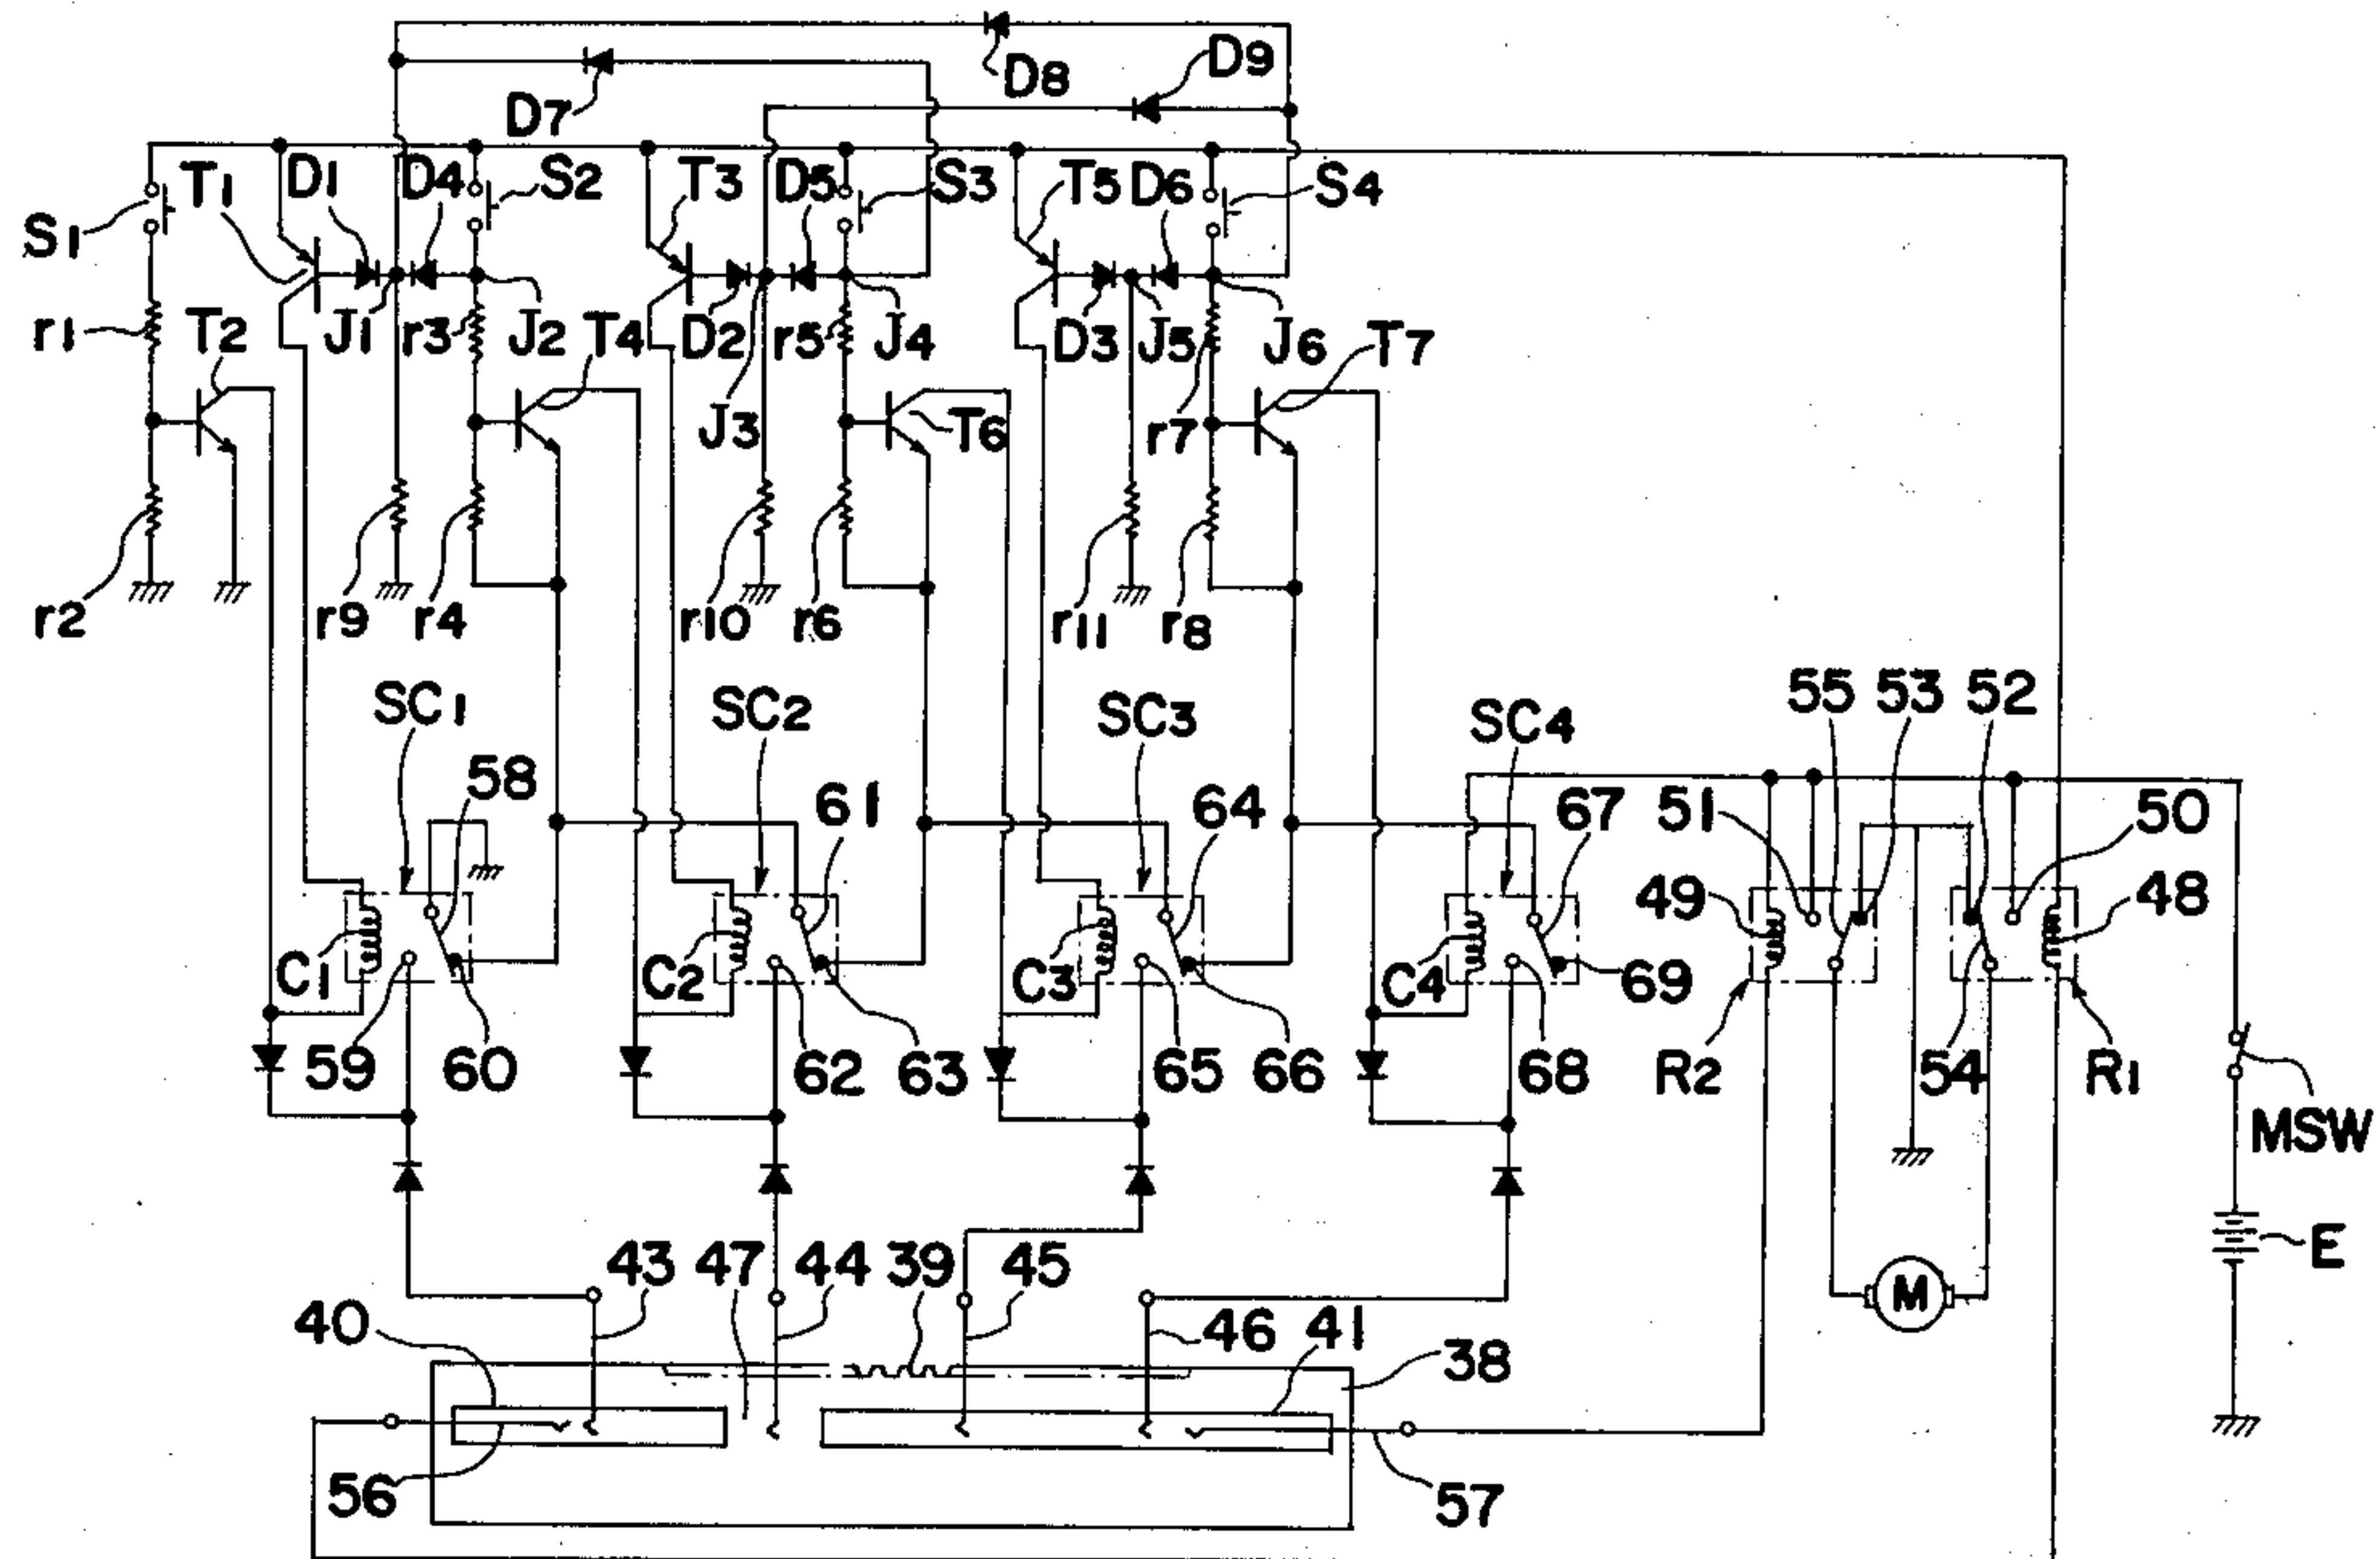 D8
D9
D7
S1
T1
D1
D4
S2
T3
D5
S3
T5
D6
S4
r1
T2
J1
r3
J2
T4
D2
r5
J4
D3
J5
J6
T7
J3
T6
r7
r2
r9
r4
r10
r6
r11
r8
SC1
SC2
SC3
SC4
55
53
52
58
61
64
67
51
50
49
48
C1
C2
C3
C4
69
59
60
62
63
65
66
68
R2
54
R1
MSW
43
47
44
39
45
E
M
40
46
41
38
56
57